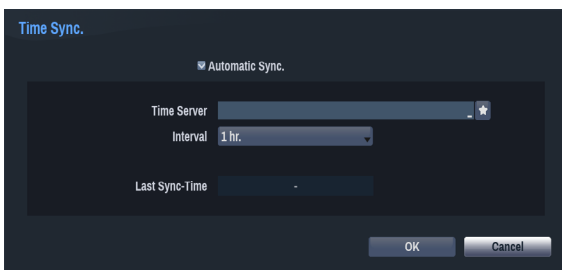 Time Sync.
Automatic Sync.
Time Server
Interval 1 hr.
Last Sync-Time -
OK Cancel